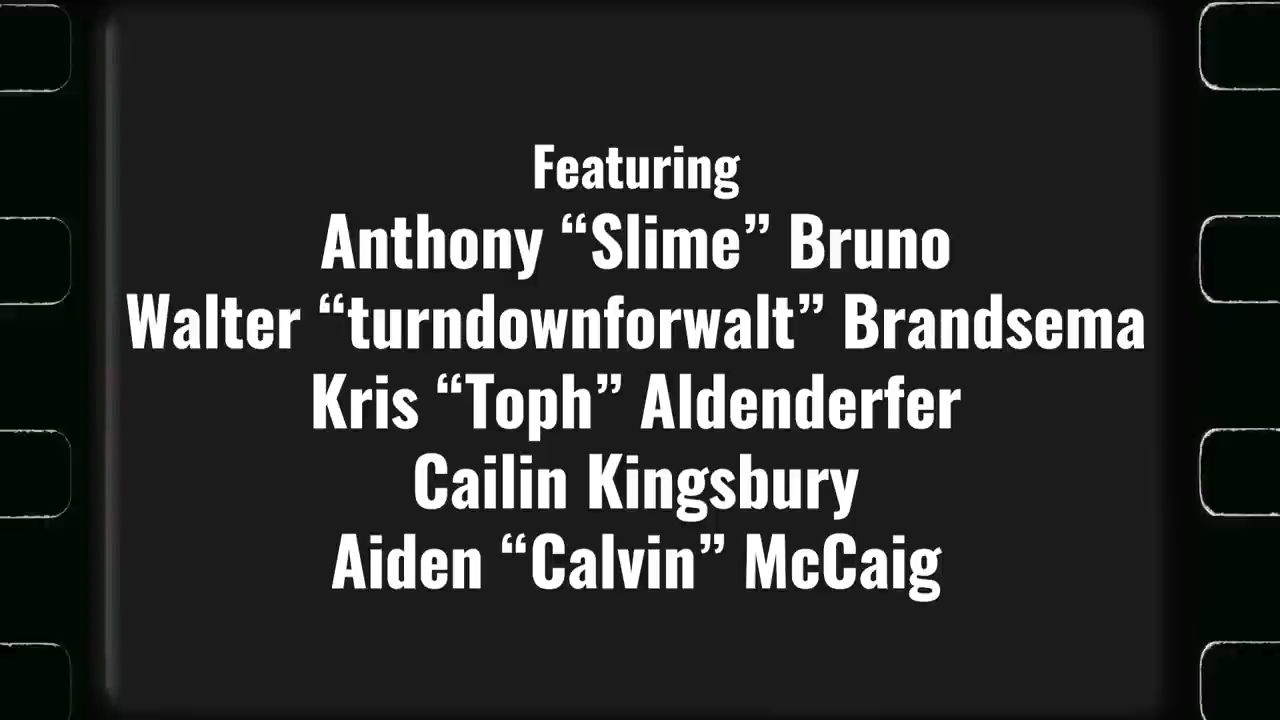 Featuring
Anthony “Slime” Bruno
Walter “turndownforwalt” Brandsema
Kris “Toph” Aldenderfer
Cailin Kingsbury
Aiden “Calvin” McCaig